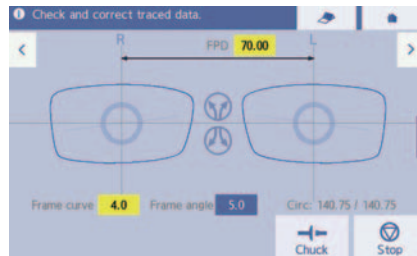 Check and correct traced data.
R FPD 70.00 L
Frame curve 4.0 Frame angle 5.0 Circ: 140.75 / 140.75
Chuck Stop